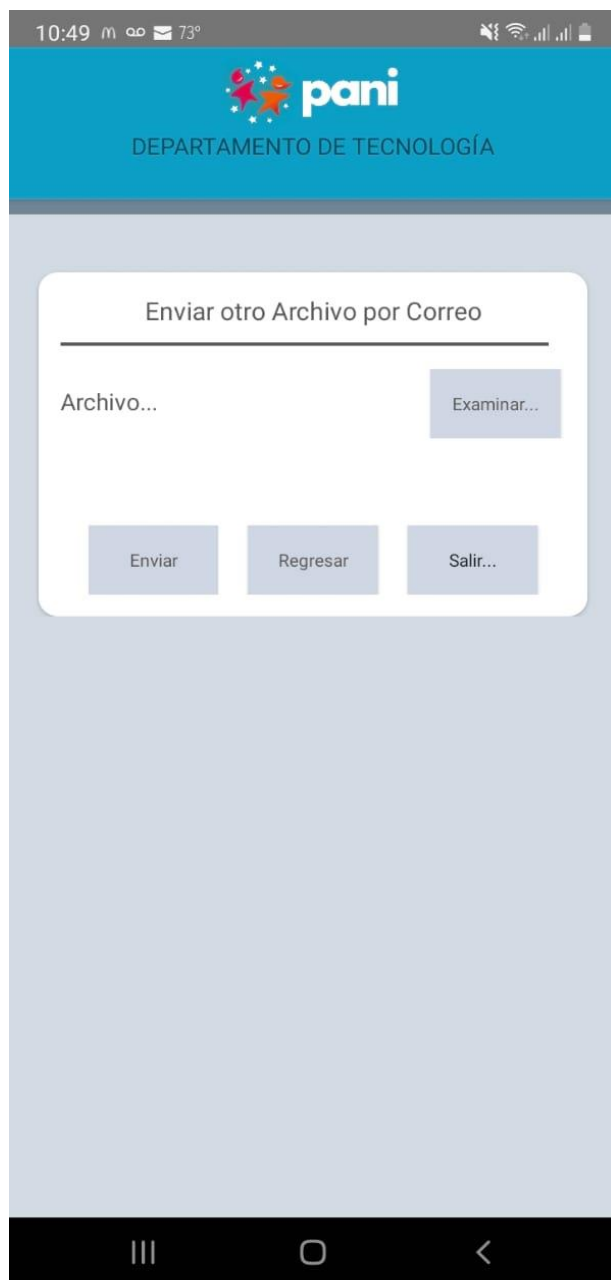 10:49 73°
pani
DEPARTAMENTO DE TECNOLOGÍA
Enviar otro Archivo por Correo
Archivo... Examinar...
Enviar Regresar Salir...